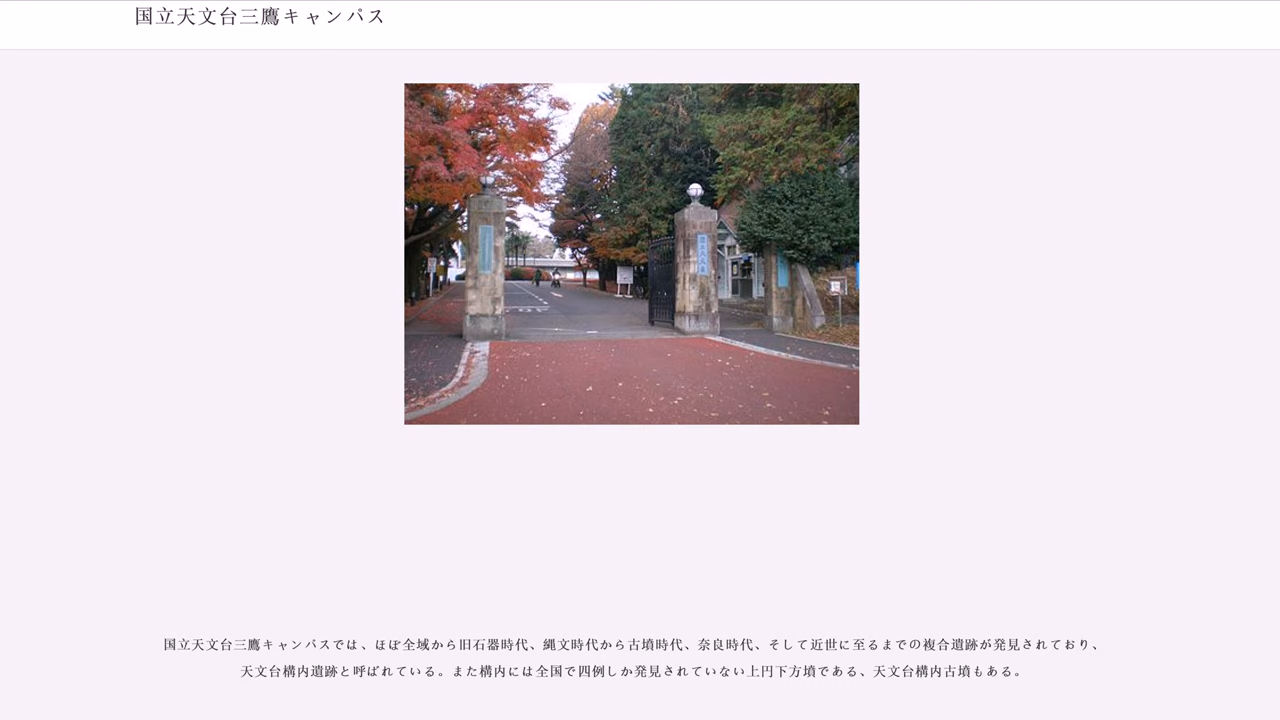 国立天文台三鷹キャンパス
国立天文台三鷹キャンパスでは、ほぼ全域から旧石器時代、縄文時代から古墳時代、奈良時代、そして近世に至るまでの複合遺跡が発見されており、
天文台構内遺跡と呼ばれている。また構内には全国で四例しか発見されていない上円下方墳である、天文台構内古墳もある。